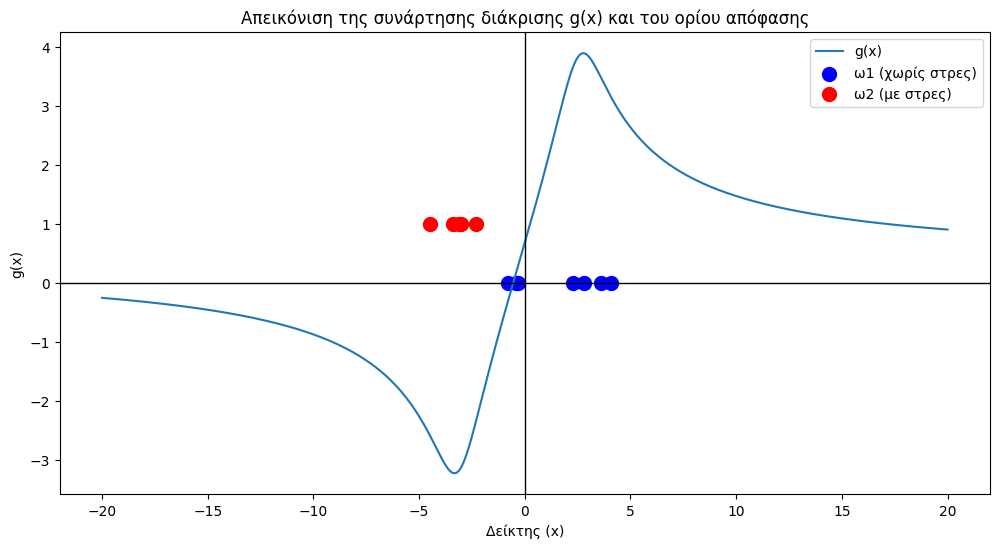 Απεικόνιση της συνάρτησης διάκρισης g(x) και του ορίου απόφασης
g(x)
ω1 (χωρίς στρες)
ω2 (με στρες)
4
3
2
1
0
−1
−2
−3
g(x)
−20 −15 −10 −5 0 5 10 15 20
Δείκτης (x)